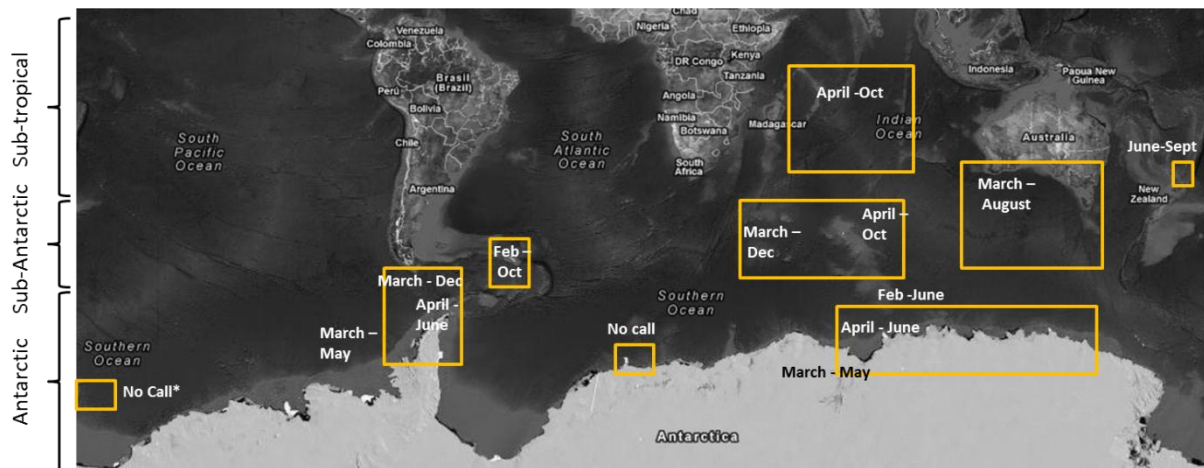 Sub-tropical
Sub-Antarctic
Antarctic
Venezuela
Colombia
Perú
Brasil
(Brazil)
Bolivia
Chile
Argentina
South
Pacific
Ocean
South
Atlantic
Ocean
Chad
Nigeria
Ethiopia
DR Congo
Kenya
Tanzania
Angola
Namibia
Botswana
Madagascar
South
Africa
April -Oct
Indian
Ocean
Indonesia
Papua New
Guinea
Australia
June-Sept
New
Zealand
March –
August
March –
Dec
April –
Oct
Feb –
Oct
March - Dec
April -
June
March –
May
Southern
Ocean
No Call*
Southern
Ocean
No call
Feb -June
April - June
March - May
Antarctica